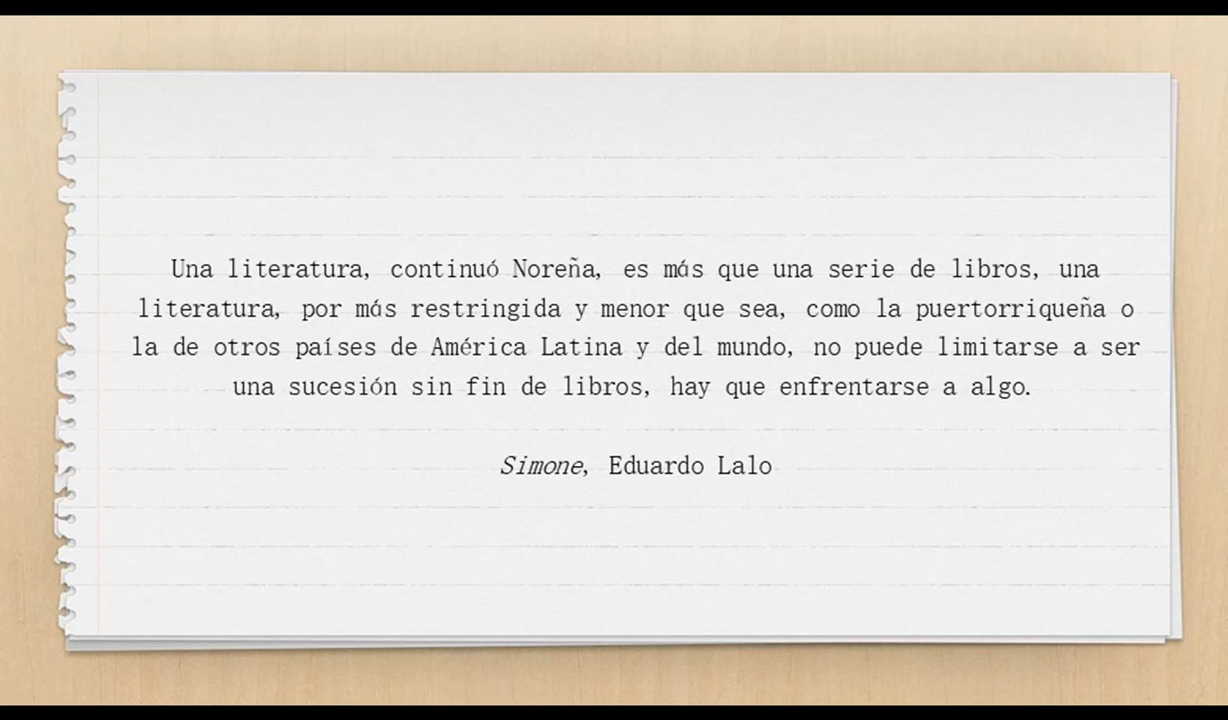 Una literatura, continuó Noreña, es más que una serie de libros, una
literatura, por más restringida y menor que sea, como la puertorriqueña o
la de otros países de América Latina y del mundo, no puede limitarse a ser
una sucesión sin fin de libros, hay que enfrentarse a algo.
Simone, Eduardo Lalo